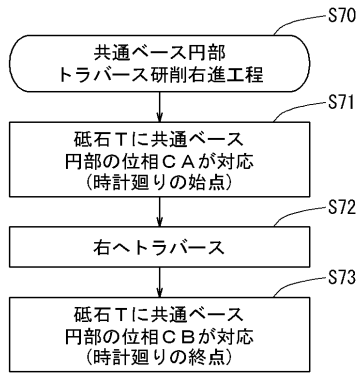 S70
共通ベース円部
トラバース研削右進工程
S71
砥石Tに共通ベース
円部の位相CAが対応
(時計廻りの始点)
S72
右へトラバース
S73
砥石Tに共通ベース
円部の位相CBが対応
(時計廻りの終点)